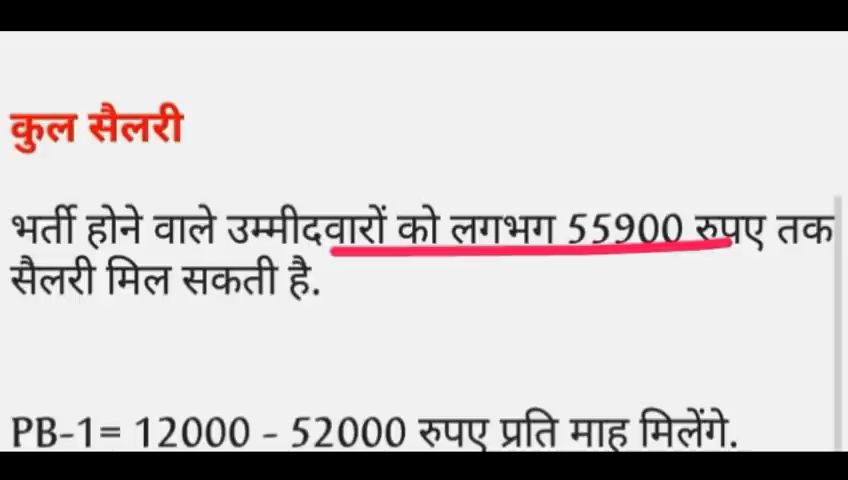 कुल सैलरी
भर्ती होने वाले उम्मीदवारों को लगभग 55900 रुपए तक
सैलरी मिल सकती है.
PB-1= 12000 - 52000 रुपए प्रति माह मिलेंगे.